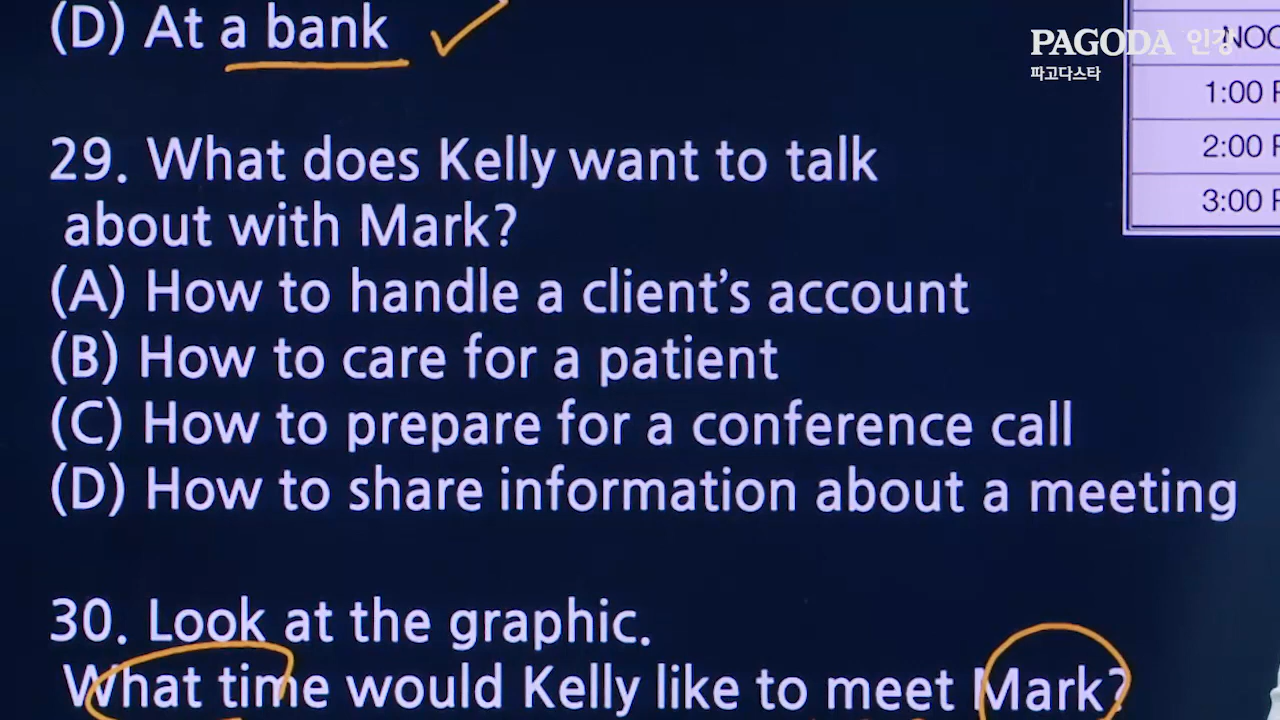 (D) At a bank
PAGODA 인강
파고다스타
NOO
1:00 P
2:00 P
3:00 P
29. What does Kelly want to talk
about with Mark?
(A) How to handle a client's account
(B) How to care for a patient
(C) How to prepare for a conference call
(D) How to share information about a meeting
30. Look at the graphic.
What time would Kelly like to meet Mark?